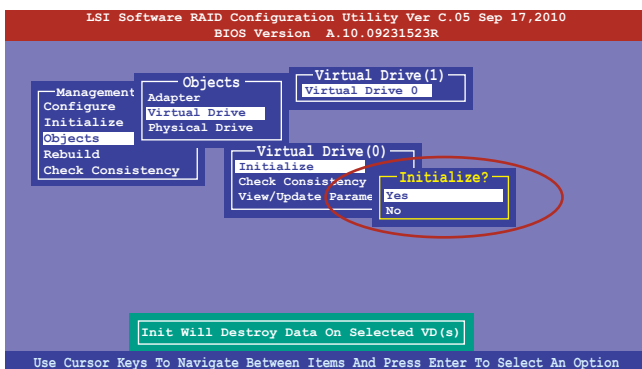 LSI Software RAID Configuration Utility Ver C.05 Sep 17,2010
BIOS Version A.10.09231523R
Management
Configure
Initialize
Objects
Rebuild
Check Consistency
Objects
Adapter
Virtual Drive
Physical Drive
Virtual Drive(1)
Virtual Drive 0
Virtual Drive(0)
Initialize
Check Consistency
View/Update Parame
Initialize?
Yes
No
Init Will Destroy Data On Selected VD(s)
Use Cursor Keys To Navigate Between Items And Press Enter To Select An Option